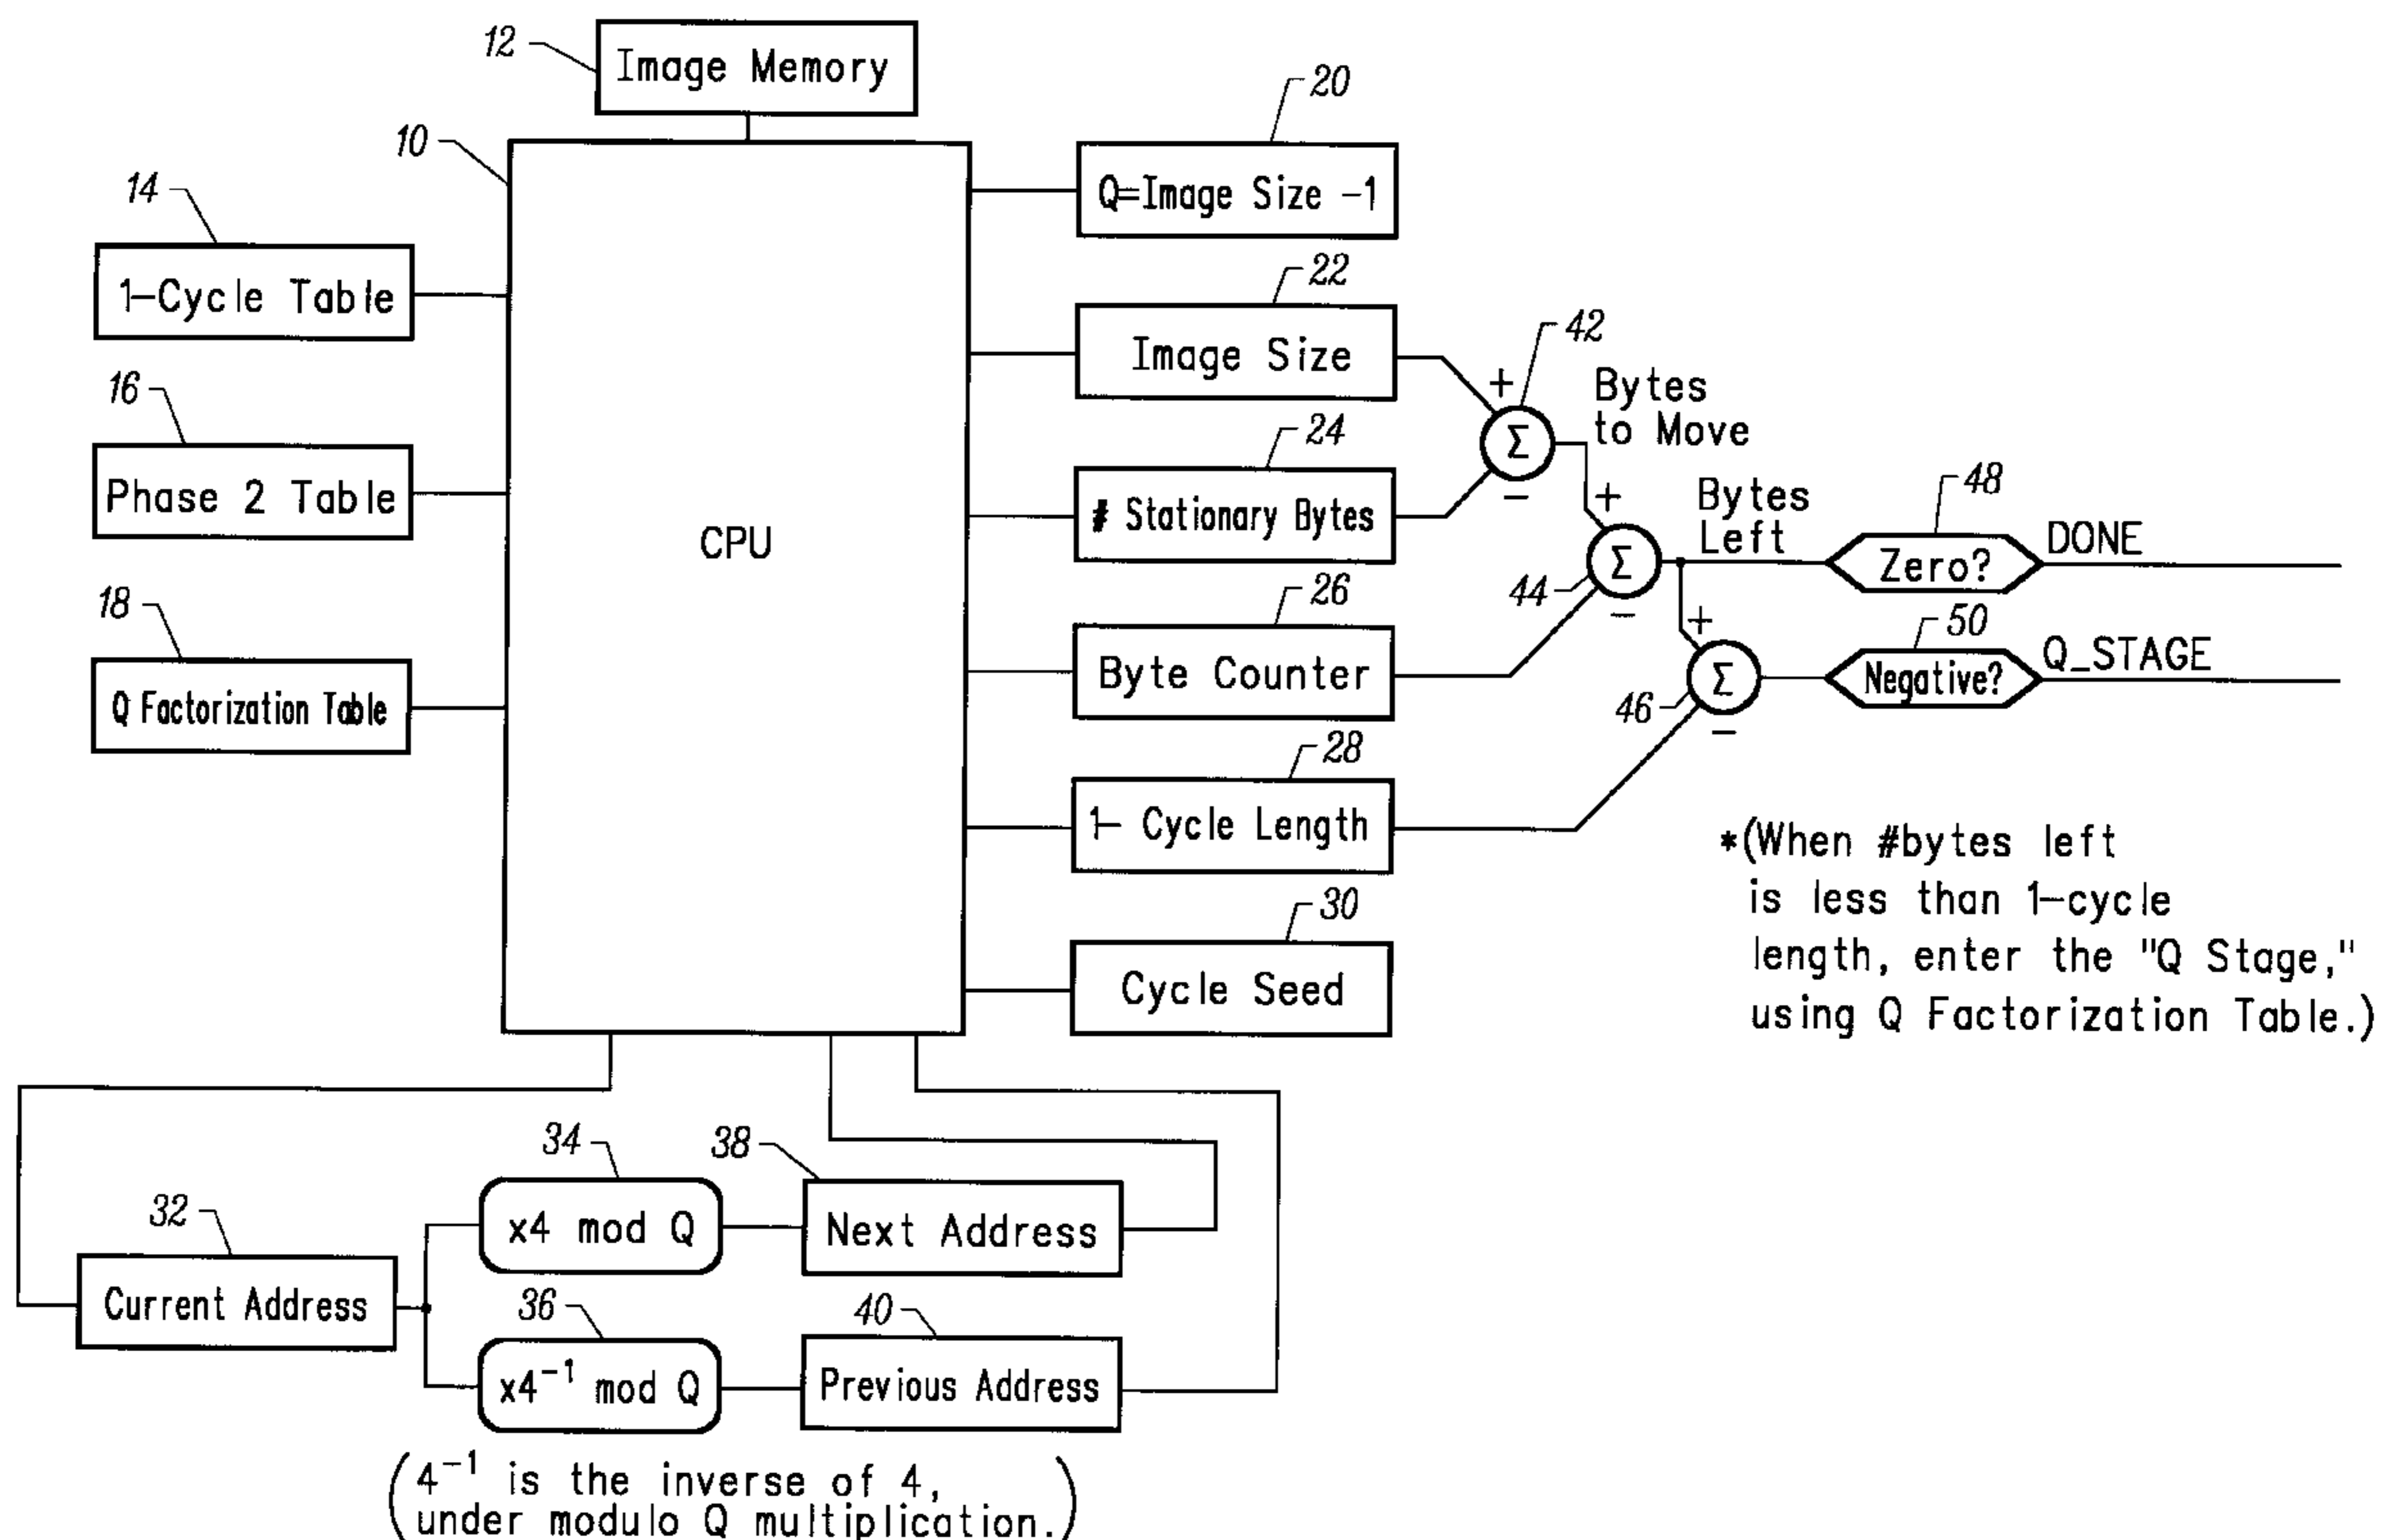 12
Image Memory
10
20
Q=Image Size -1
14
1-Cycle Table
22
Image Size
42
+
Bytes
to Move
Σ
-
16
Phase 2 Table
24
# Stationary Bytes
CPU
+
Bytes
Left
48
Zero?
DONE
Σ
44
-
18
Q Factorization Table
26
Byte Counter
+
50
Negative?
Q_STAGE
Σ
46
-
28
1- Cycle Length
*(When #bytes left
is less than 1-cycle
length, enter the "Q Stage,"
using Q Factorization Table.)
30
Cycle Seed
32
Current Address
34
x4 mod Q
38
Next Address
36
x4⁻¹ mod Q
40
Previous Address
(4⁻¹ is the inverse of 4,
under modulo Q multiplication.)